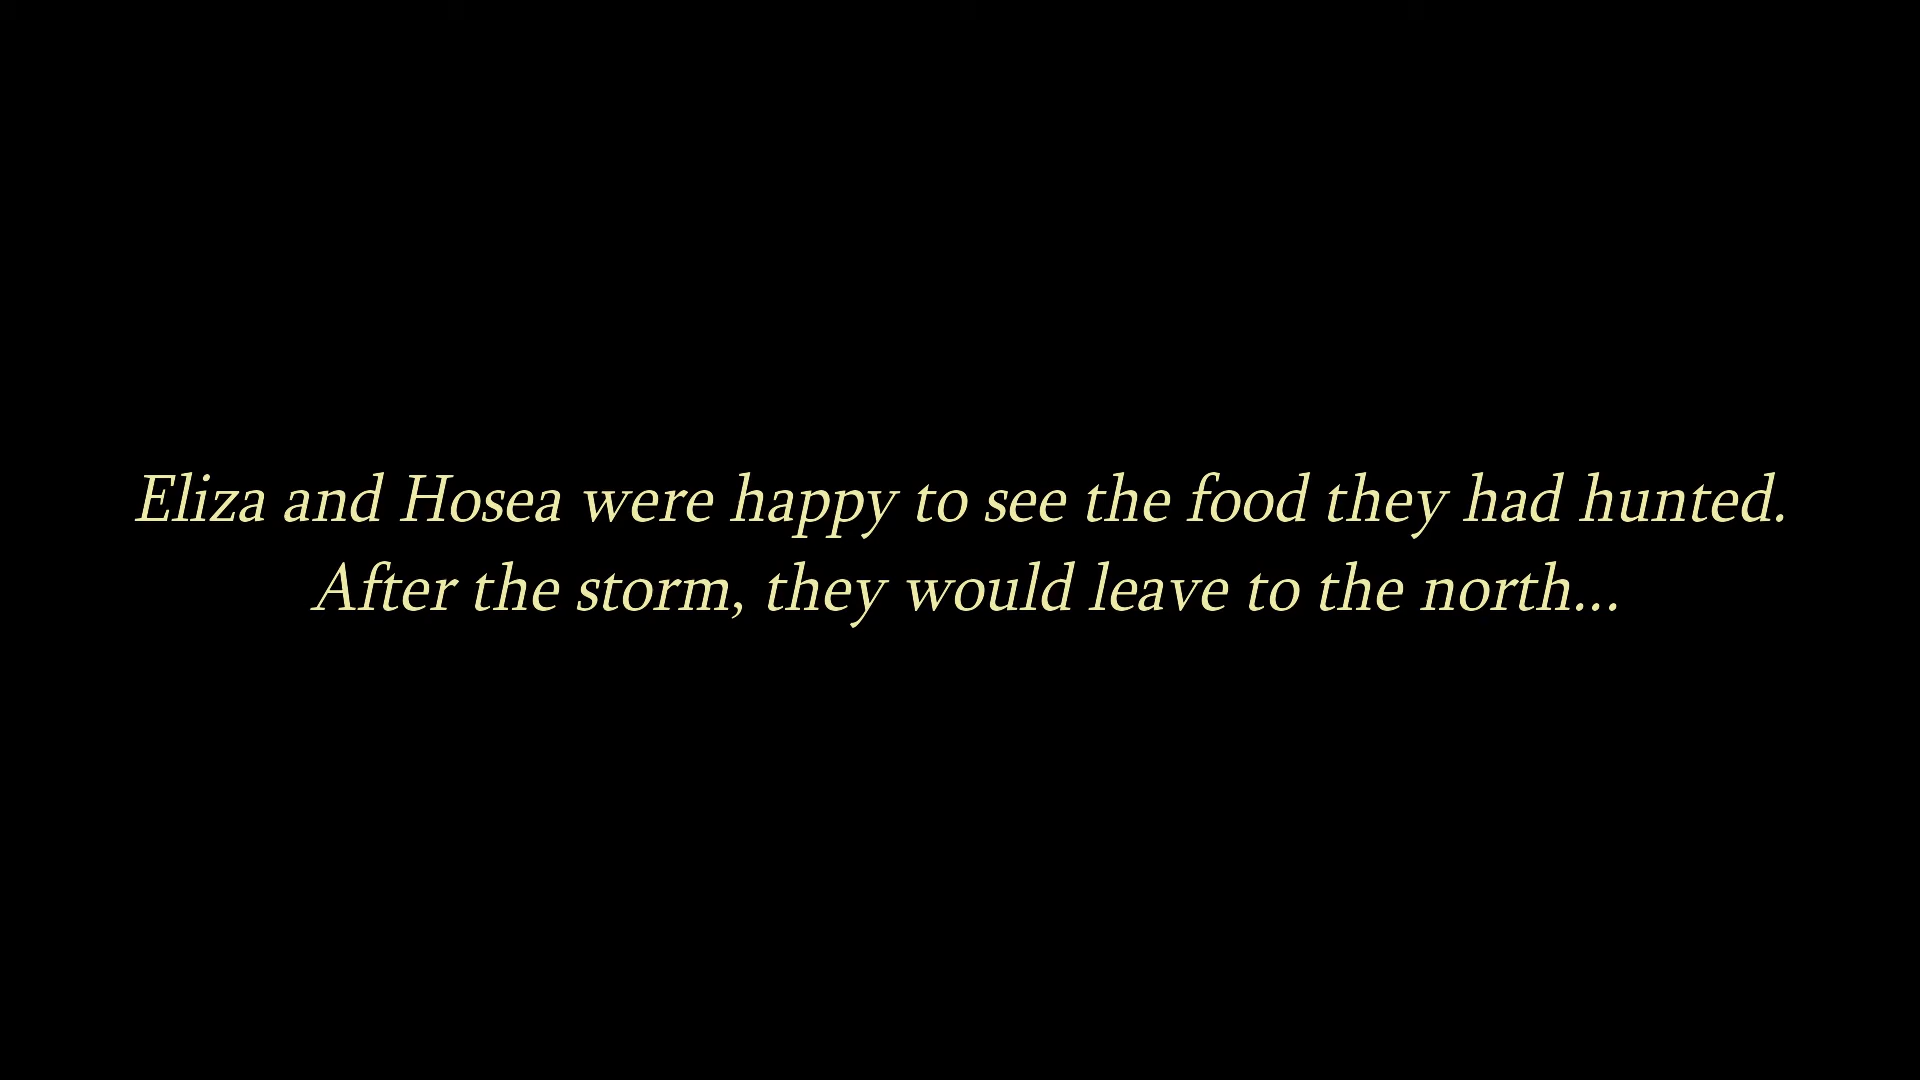 Eliza and Hosea were happy to see the food they had hunted.
After the storm, they would leave to the north...